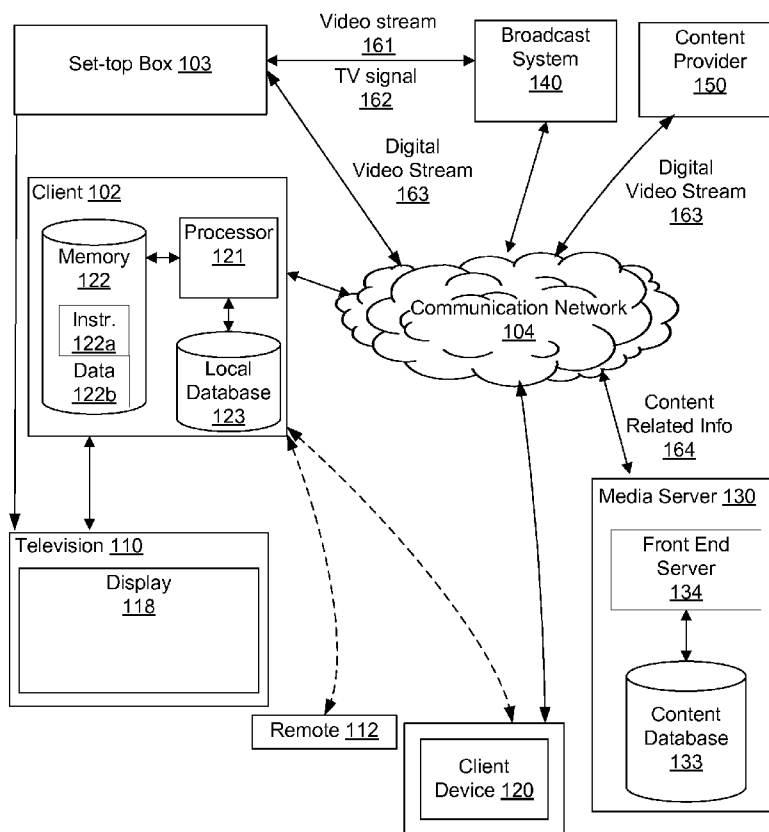 Set-top Box 103
Video stream
161
TV signal
162
Broadcast
System
140
Content
Provider
150
Digital
Video Stream
163
Digital
Video Stream
163
Client 102
Memory
122
Instr.
122a
Data
122b
Processor
121
Local
Database
123
Communication Network
104
Content
Related Info
164
Television 110
Display
118
Remote 112
Client
Device 120
Media Server 130
Front End
Server
134
Content
Database
133